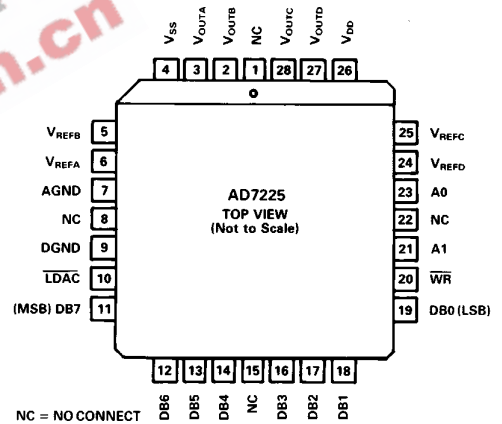 m.cn
VSS
VOUTA
VOUTB
NC
VOUTC
VOUTD
VDD
4 3 2 1 28 27 26
VREFB 5
VREFA 6
AGND 7
NC 8
DGND 9
LDAC 10
(MSB) DB7 11
AD7225
TOP VIEW
(Not to Scale)
25 VREFC
24 VREFD
23 A0
22 NC
21 A1
20 WR
19 DB0 (LSB)
12 13 14 15 16 17 18
DB6
DB5
DB4
NC
DB3
DB2
DB1
NC = NO CONNECT